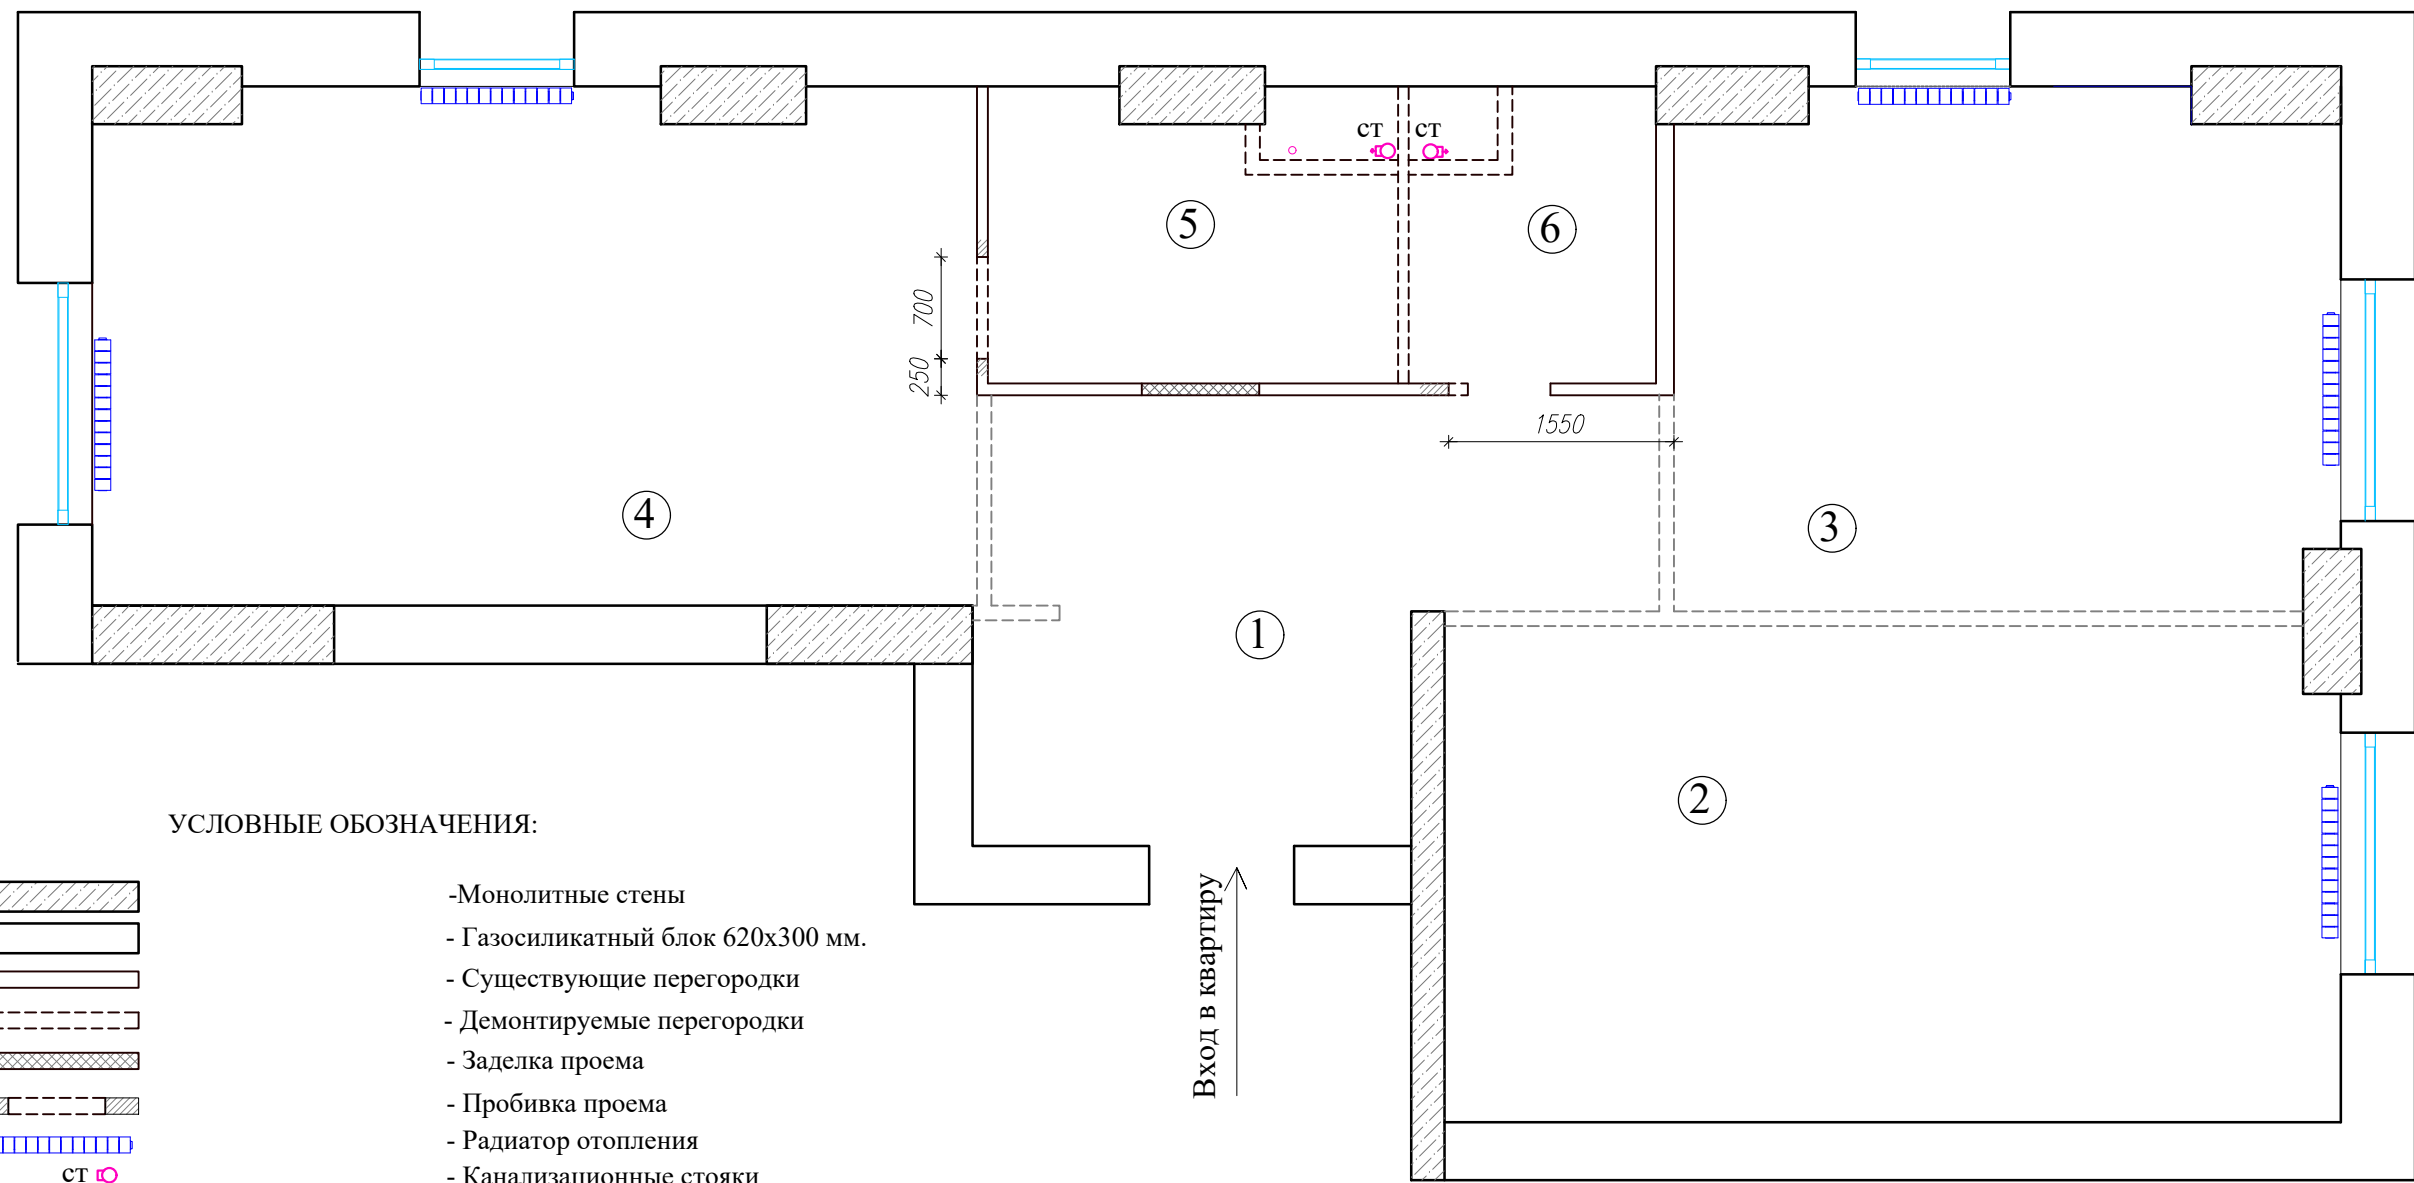 ст ст
5
6
700
250
1550
4
3
1
2
Вход в квартиру
УСЛОВНЫЕ ОБОЗНАЧЕНИЯ:
-Монолитные стены
- Газосиликатный блок 620х300 мм.
- Существующие перегородки
- Демонтируемые перегородки
- Заделка проема
- Пробивка проема
- Радиатор отопления
ст - Канализационные стояки